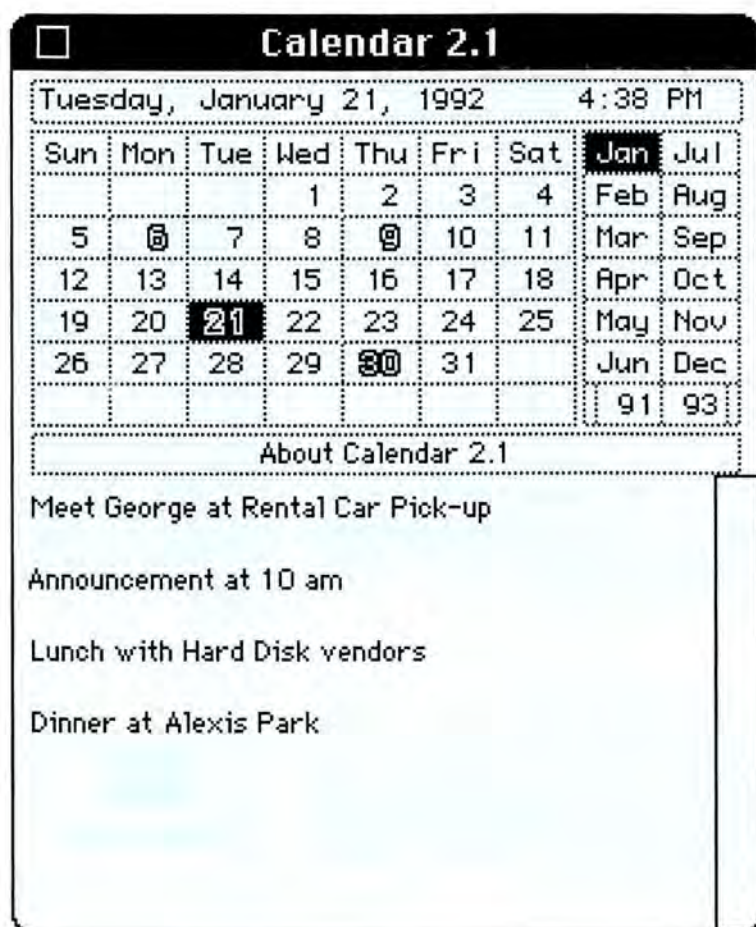 Calendar 2.1
Tuesday, January 21, 1992 4:38 PM
Sun Mon Tue Wed Thu Fri Sat Jan Jul
1 2 3 4 Feb Aug
5 6 7 8 9 10 11 Mar Sep
12 13 14 15 16 17 18 Apr Oct
19 20 21 22 23 24 25 May Nov
26 27 28 29 30 31 Jun Dec
91 93
About Calendar 2.1
Meet George at Rental Car Pick-up
Announcement at 10 am
Lunch with Hard Disk vendors
Dinner at Alexis Park